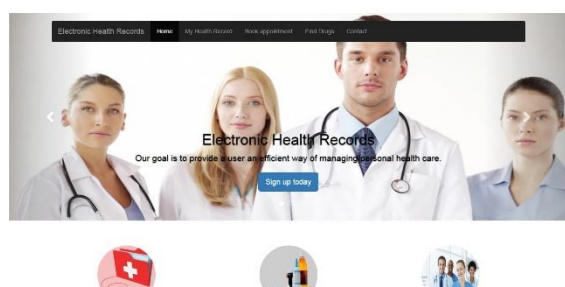 Electronic Health Records Home My Health Record Book appointment Find Drugs Contact
Electronic Health Records
Our goal is to provide a user an efficient way of managing personal health care.
Sign up today